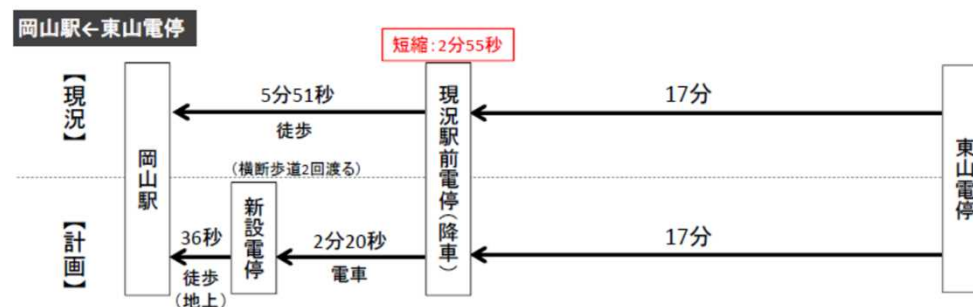 岡山駅←東山電停
短縮:2分55秒
【現況】
5分51秒
徒歩
(横断歩道2回渡る)
17分
岡山駅
現況駅前電停(降車)
東山電停
【計画】
36秒
徒歩
(地上)
新設電停
2分20秒
電車
17分